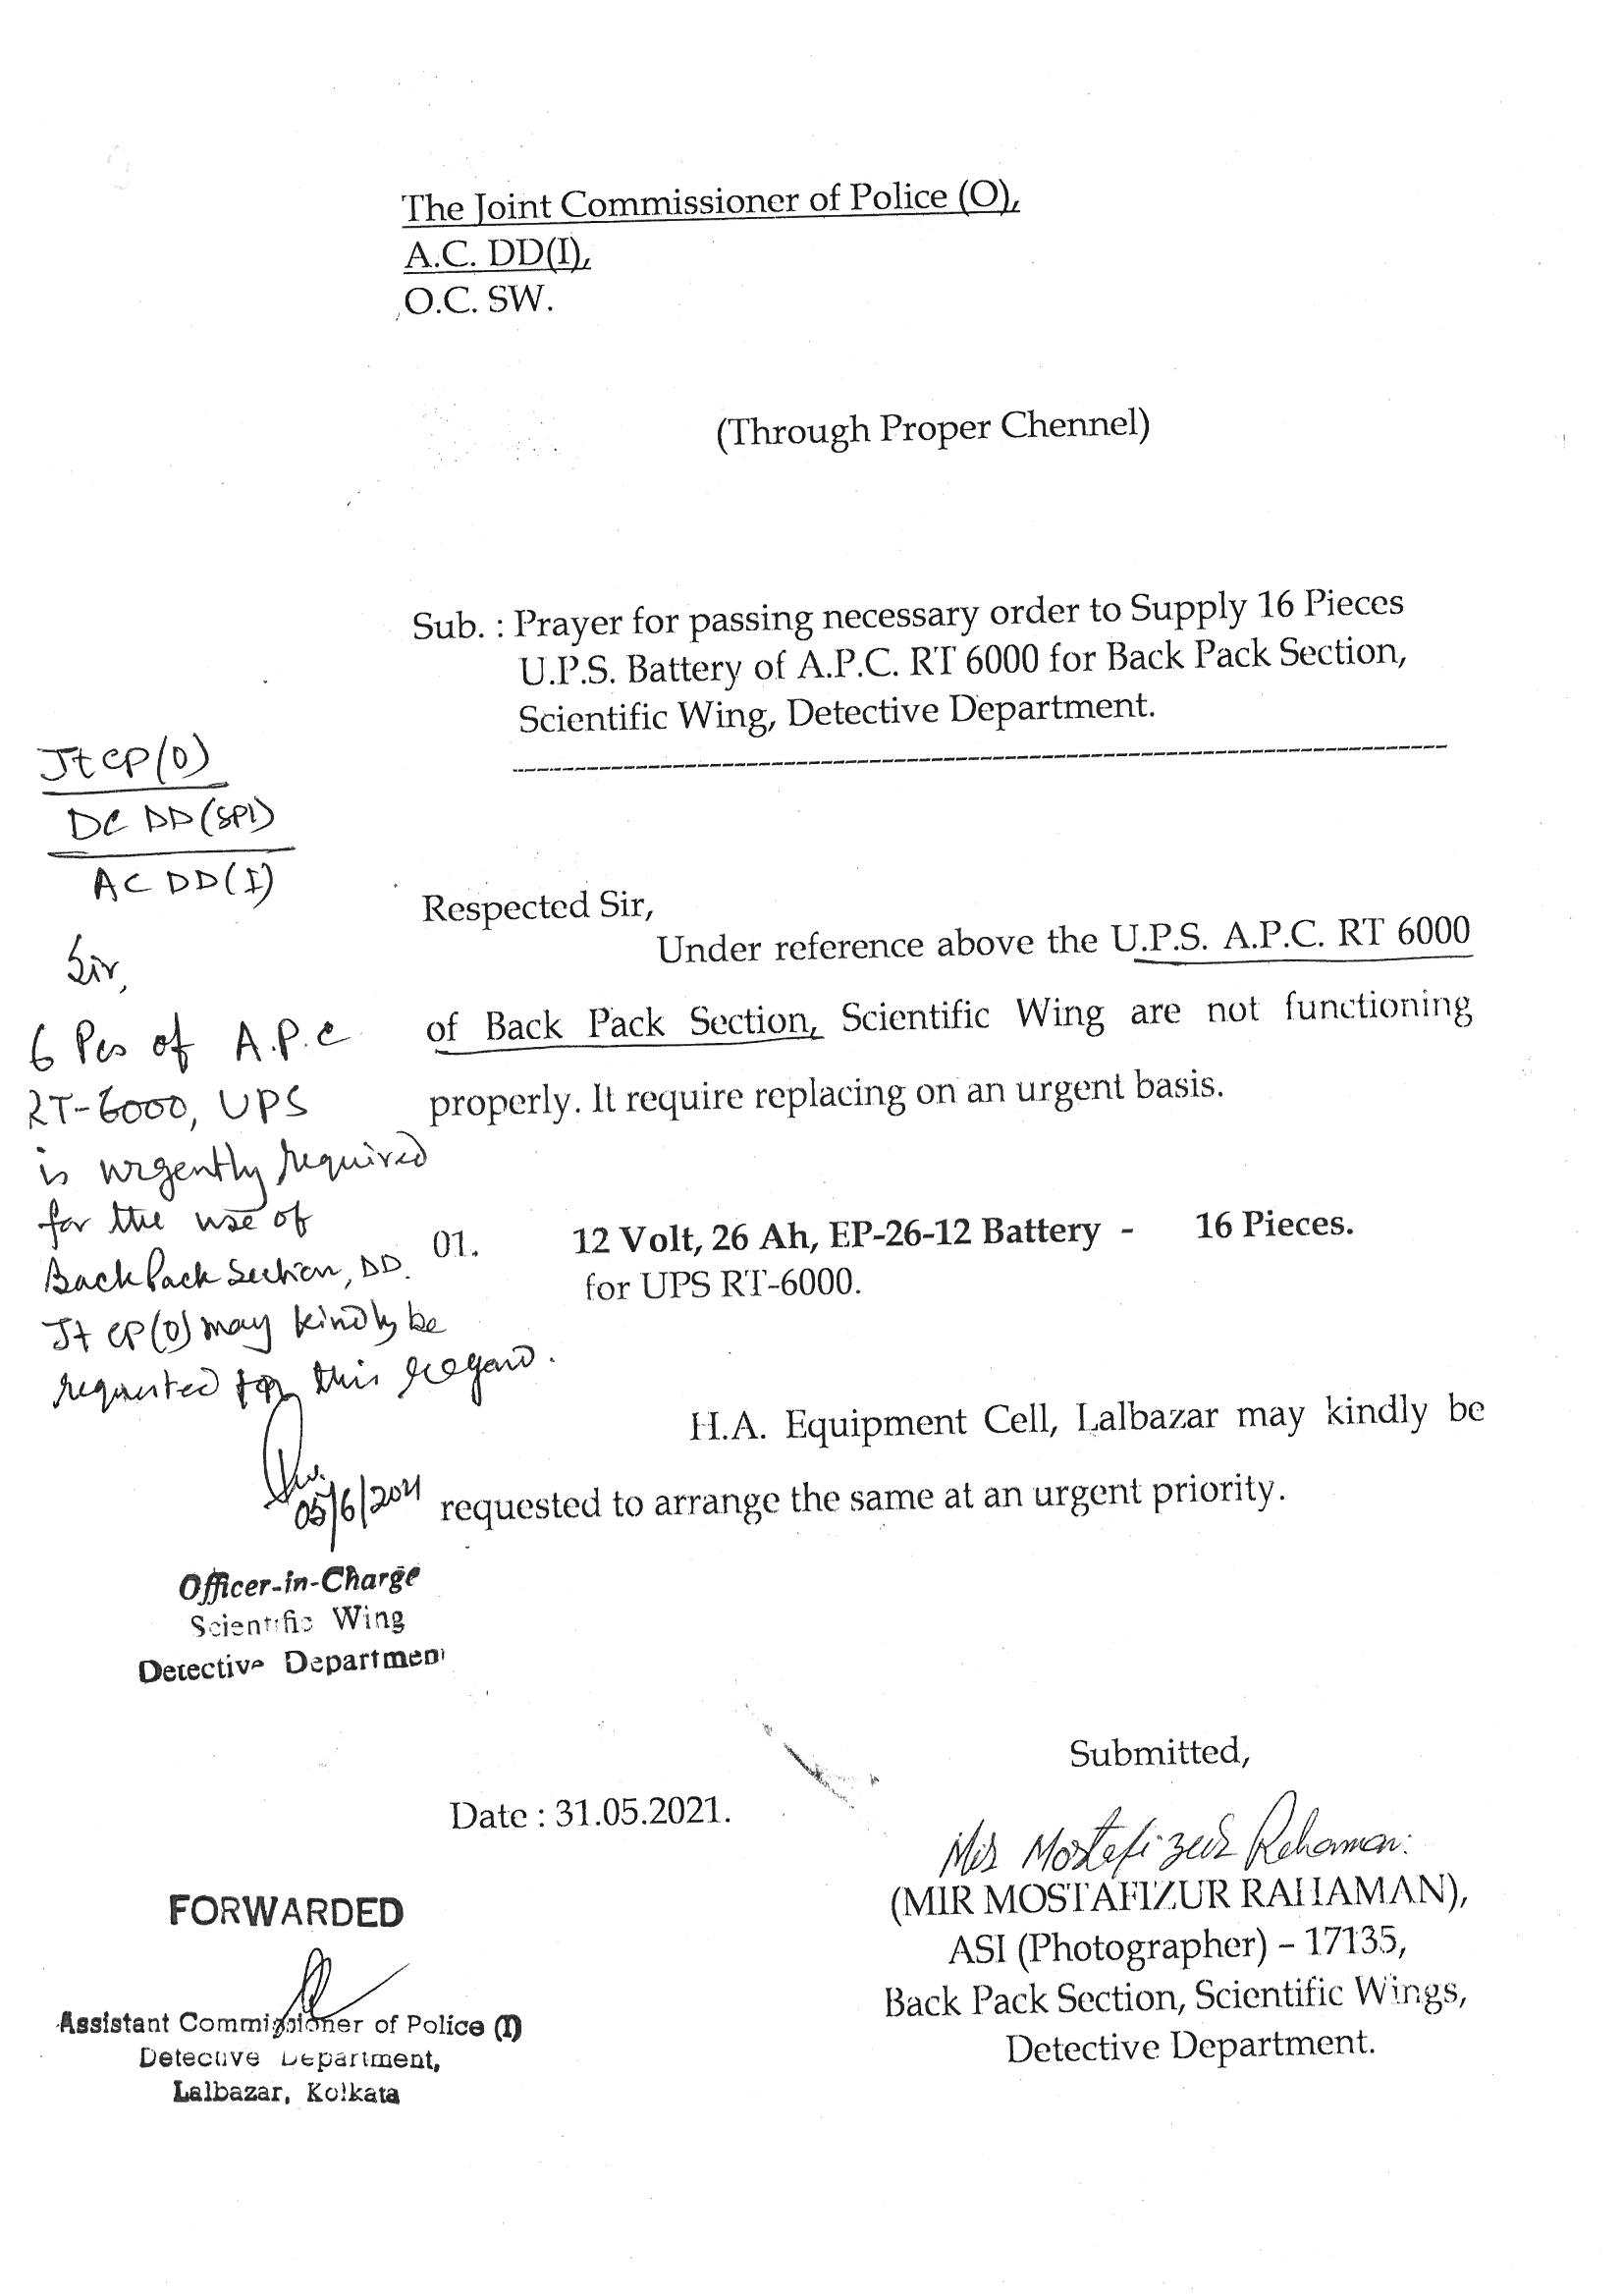 The Joint Commissioner of Police (O),
A.C. DD(I),
O.C. SW.
(Through Proper Chennel)
Sub. : Prayer for passing necessary order to Supply 16 Pieces
U.P.S. Battery of A.P.C. RT 6000 for Back Pack Section,
Scientific Wing, Detective Department.
Jt CP(O)
DC DD(SPl)
AC DD(I)
Sir,
6 Pcs of A.P.C
RT-6000, UPS
is urgently required
for the use of
Back Pack Section, DD.
Jt CP(O) may kindly be
requested for this regard.
05/6/2021
Officer-in-Charge
Scientific Wing
Detective Department
Respected Sir,
Under reference above the U.P.S. A.P.C. RT 6000
of Back Pack Section, Scientific Wing are not functioning
properly. It require replacing on an urgent basis.
01. 12 Volt, 26 Ah, EP-26-12 Battery - 16 Pieces.
for UPS RT-6000.
H.A. Equipment Cell, Lalbazar may kindly be
requested to arrange the same at an urgent priority.
Submitted,
Date : 31.05.2021.
Mir Mostafizur Rahaman.
(MIR MOSTAFIZUR RAHAMAN),
ASI (Photographer) – 17135,
Back Pack Section, Scientific Wings,
Detective Department.
FORWARDED
Assistant Commissioner of Police (I)
Detective Department,
Lalbazar, Kolkata